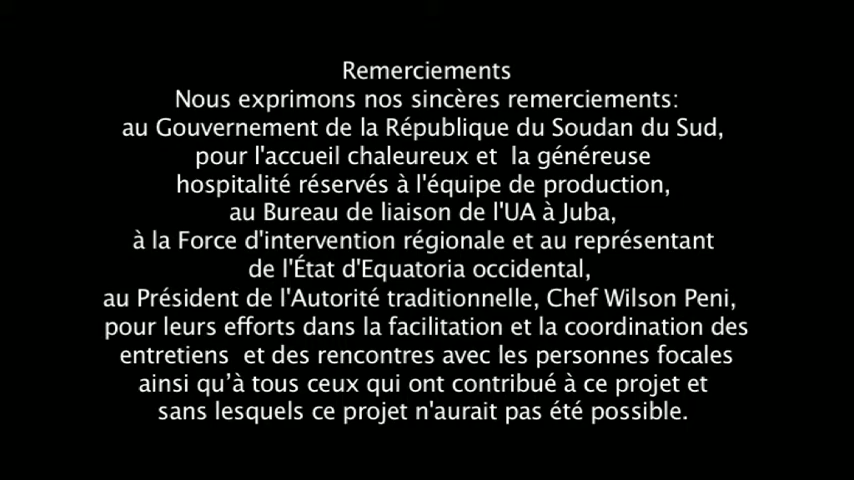 Remerciements
Nous exprimons nos sincères remerciements:
au Gouvernement de la République du Soudan du Sud,
pour l'accueil chaleureux et  la généreuse
hospitalité réservés à l'équipe de production,
au Bureau de liaison de l'UA à Juba,
à la Force d'intervention régionale et au représentant
de l'État d'Equatoria occidental,
au Président de l'Autorité traditionnelle, Chef Wilson Peni,
pour leurs efforts dans la facilitation et la coordination des
entretiens  et des rencontres avec les personnes focales
ainsi qu’à tous ceux qui ont contribué à ce projet et
sans lesquels ce projet n'aurait pas été possible.